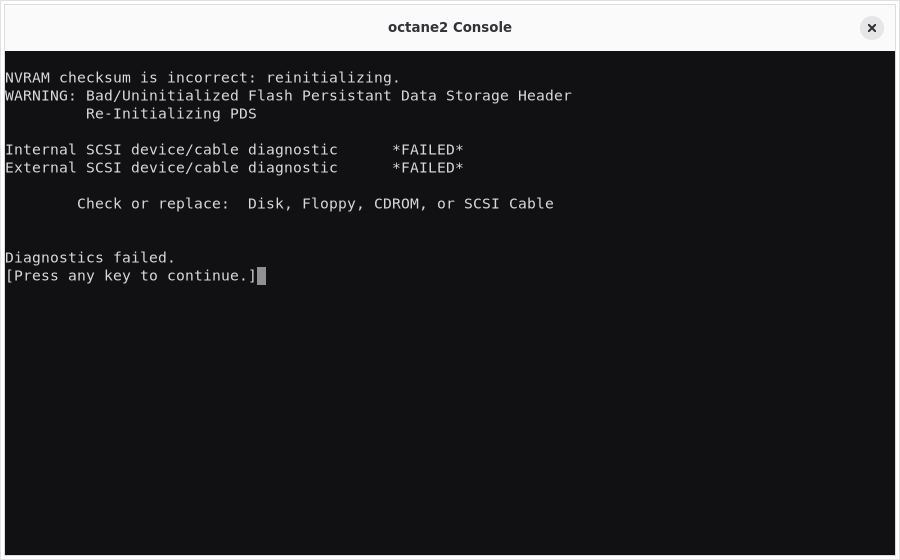 octane2 Console
NVRAM checksum is incorrect: reinitializing.
WARNING: Bad/Uninitialized Flash Persistant Data Storage Header
Re-Initializing PDS
Internal SCSI device/cable diagnostic      *FAILED*
External SCSI device/cable diagnostic      *FAILED*
Check or replace:  Disk, Floppy, CDROM, or SCSI Cable
Diagnostics failed.
[Press any key to continue.]